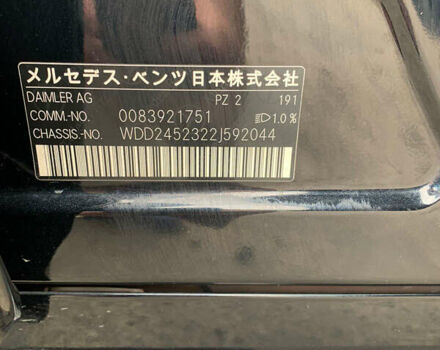 メルセデス・ベンツ日本株式会社
DAIMLER AG PZ 2 191
COMM.-NO. 0083921751 1.0%
CHASSIS.-NO. WDD2452322J592044